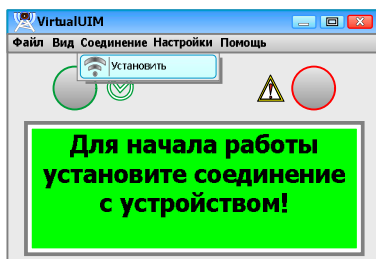 VirtualUIM
Файл Вид Соединение Настройки Помощь
Установить
Для начала работы
установите соединение
с устройством!